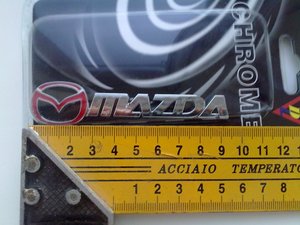 CHROME
MAZDA
2 3 4 5 6 7 8 9 10 11 12
ACCIAIO TEMPERATO
1 2 3 4 5 6 7 8